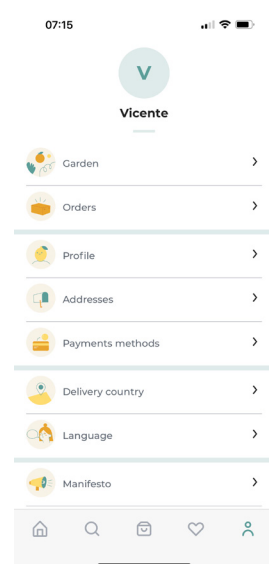 07:15
V
Vicente
Garden
Orders
Profile
Addresses
Payments methods
Delivery country
Language
Manifesto